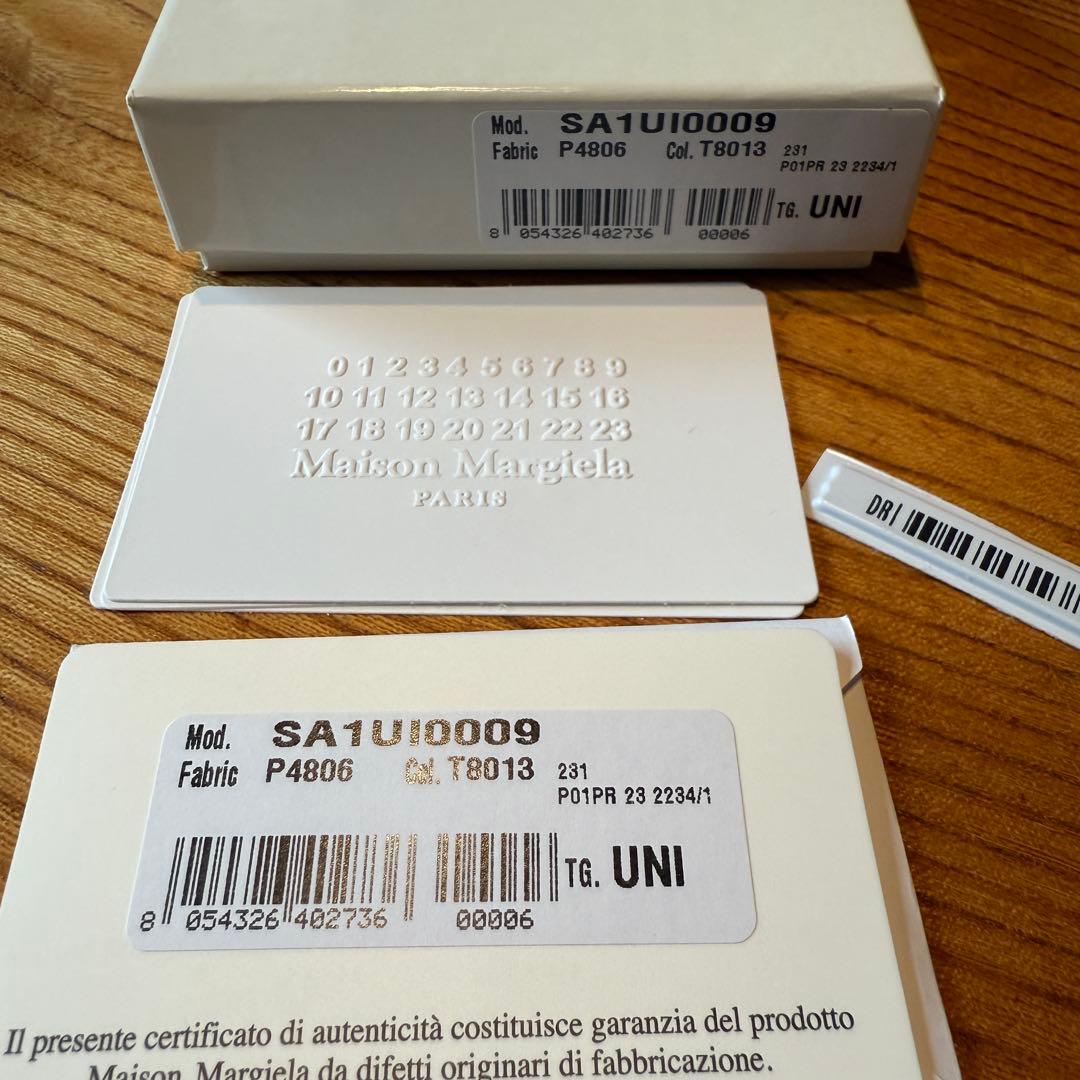 Mod. SA1UI0009
Fabric P4806 Col. T8013 231
P01PR 23 2234/1
TG. UNI
8 054326 402736 00006
0 1 2 3 4 5 6 7 8 9
10 11 12 13 14 15 16
17 18 19 20 21 22 23
Maison Margiela
PARIS
DRI
Mod. SA1UI0009
Fabric P4806 Col. T8013 231
P01PR 23 2234/1
TG. UNI
8 054326 402736 00006
Il presente certificato di autenticità costituisce garanzia del prodotto
Maison Margiela da difetti originari di fabbricazione.